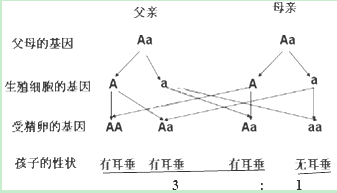 父亲 母亲
父母的基因 Aa Aa
生殖细胞的基因 A a A a
受精卵的基因 AA Aa Aa aa
孩子的性状 有耳垂 有耳垂 有耳垂 无耳垂
3 : 1